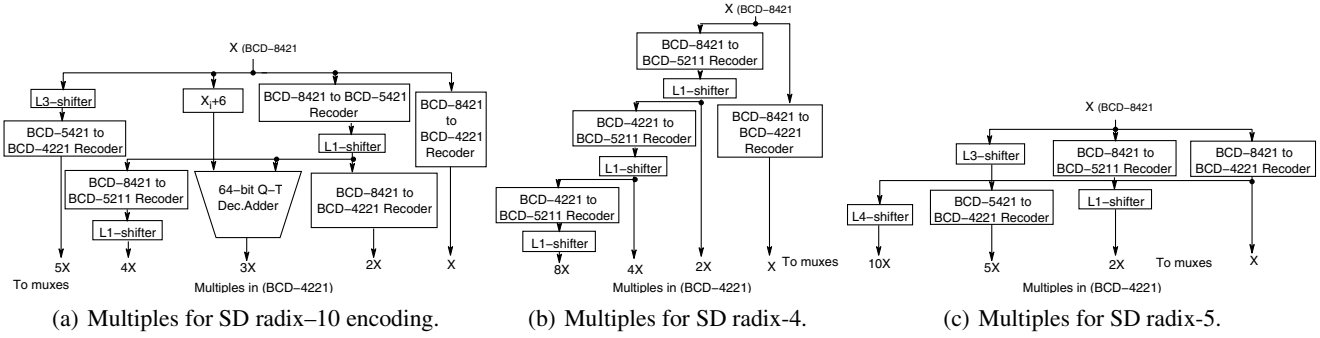 X (BCD−8421
L3−shifter
BCD−5421 to
BCD−4221 Recoder
Xi+6
BCD−8421 to BCD−5421
Recoder
L1−shifter
BCD−8421
to
BCD−4221
Recoder
BCD−8421 to
BCD−5211 Recoder
L1−shifter
64−bit Q−T
Dec.Adder
BCD−8421 to
BCD−4221 Recoder
5X
4X
3X
2X
X
To muxes
Multiples in (BCD−4221)
(a) Multiples for SD radix–10 encoding.
X (BCD−8421
BCD−8421 to
BCD−5211 Recoder
L1−shifter
BCD−4221 to
BCD−5211 Recoder
L1−shifter
BCD−8421 to
BCD−4221
Recoder
BCD−4221 to
BCD−5211 Recoder
L1−shifter
8X
4X
2X
X
To muxes
Multiples in (BCD−4221)
(b) Multiples for SD radix-4.
X (BCD−8421
L3−shifter
BCD−8421 to
BCD−5211 Recoder
BCD−8421 to
BCD−4221 Recoder
L4−shifter
BCD−5421 to
BCD−4221 Recoder
L1−shifter
10X
5X
2X
To muxes
X
Multiples in (BCD−4221)
(c) Multiples for SD radix-5.